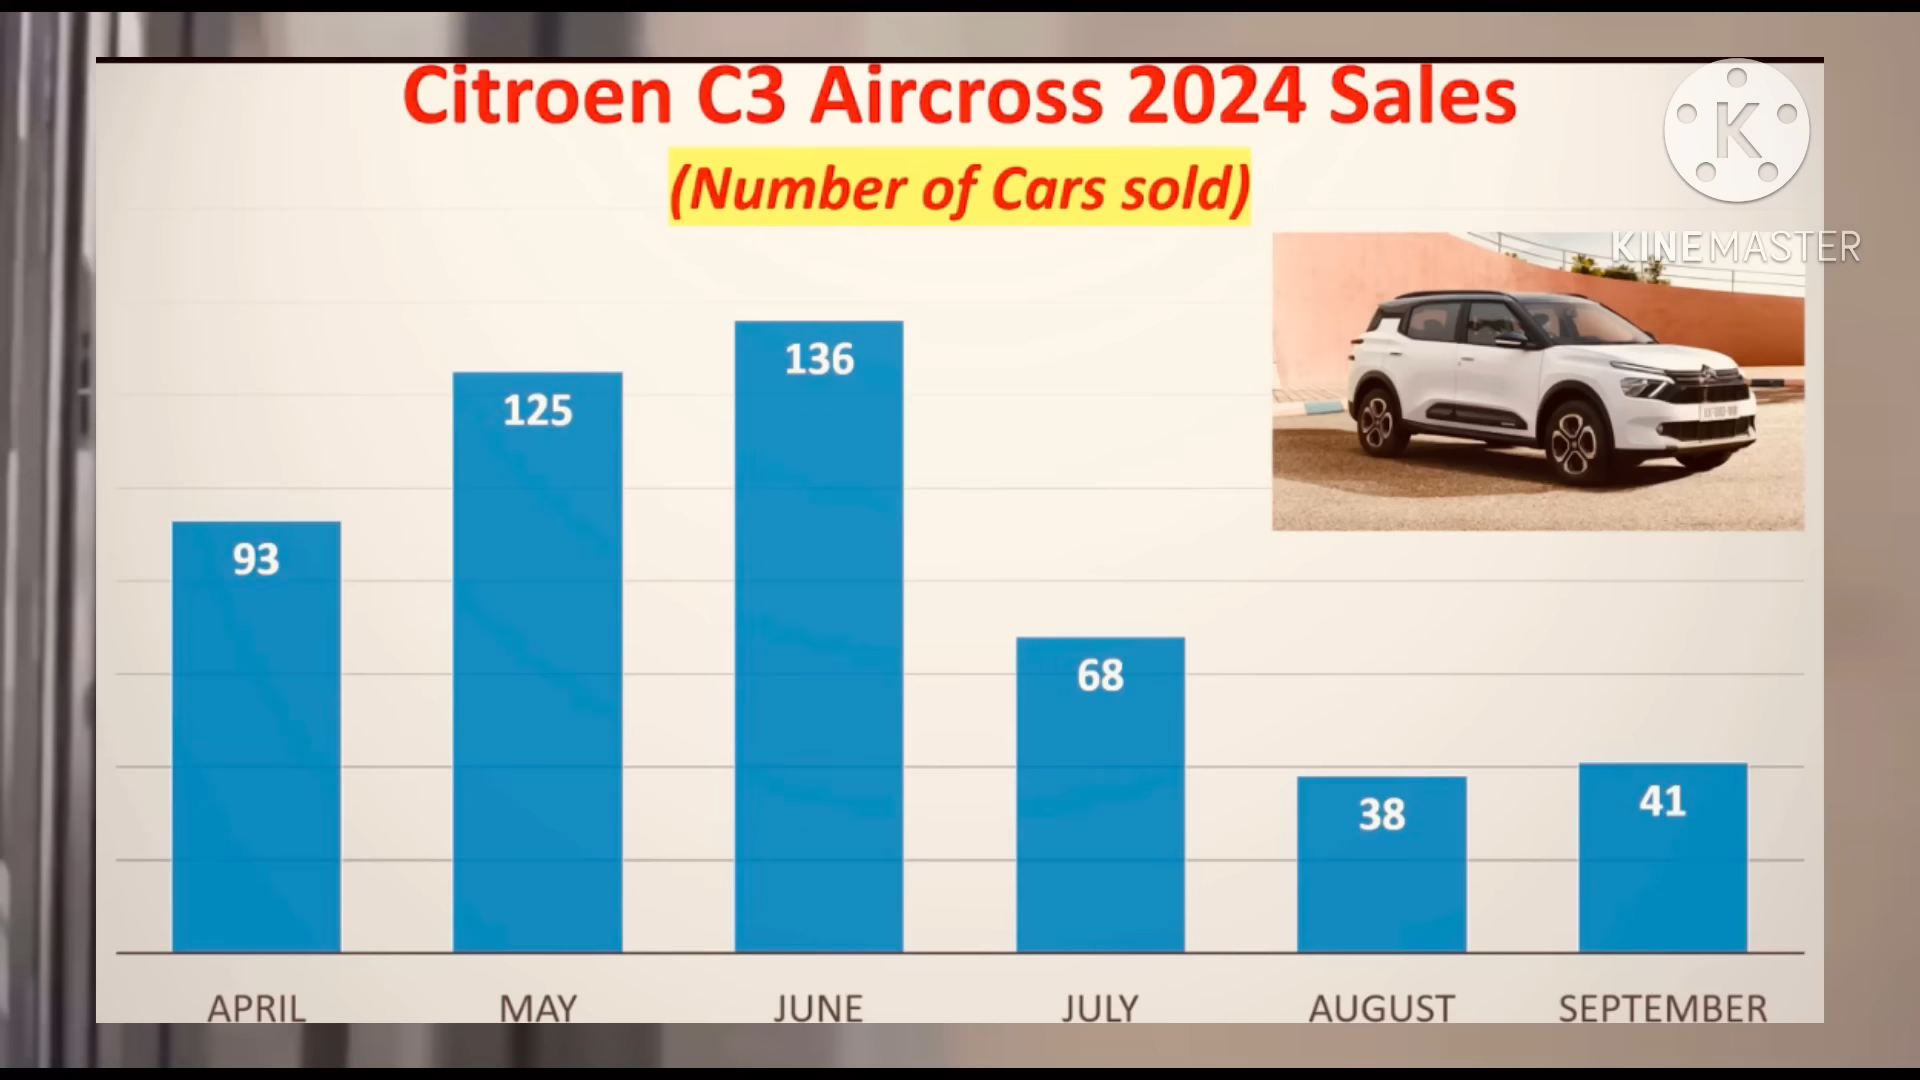 Citroen C3 Aircross 2024 Sales
(Number of Cars sold)
K
KINEMASTER
136
125
93
68
38
41
APRIL MAY JUNE JULY AUGUST SEPTEMBER